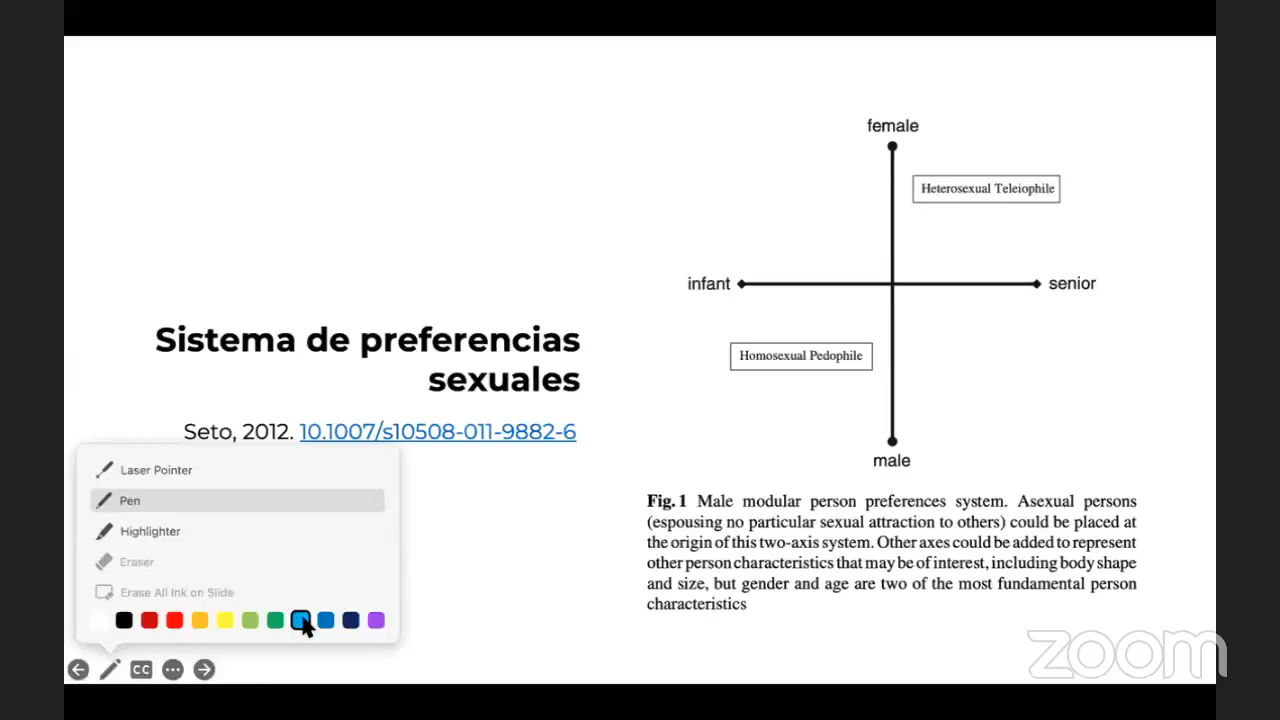 female
Heterosexual Teleiophile
infant
senior
Sistema de preferencias
sexuales
Homosexual Pedophile
Seto, 2012. 10.1007/s10508-011-9882-6
male
Laser Pointer
Pen
Highlighter
Eraser
Erase All Ink on Slide
CC
Fig. 1 Male modular person preferences system. Asexual persons
(espousing no particular sexual attraction to others) could be placed at
the origin of this two-axis system. Other axes could be added to represent
other person characteristics that may be of interest, including body shape
and size, but gender and age are two of the most fundamental person
characteristics
zoom